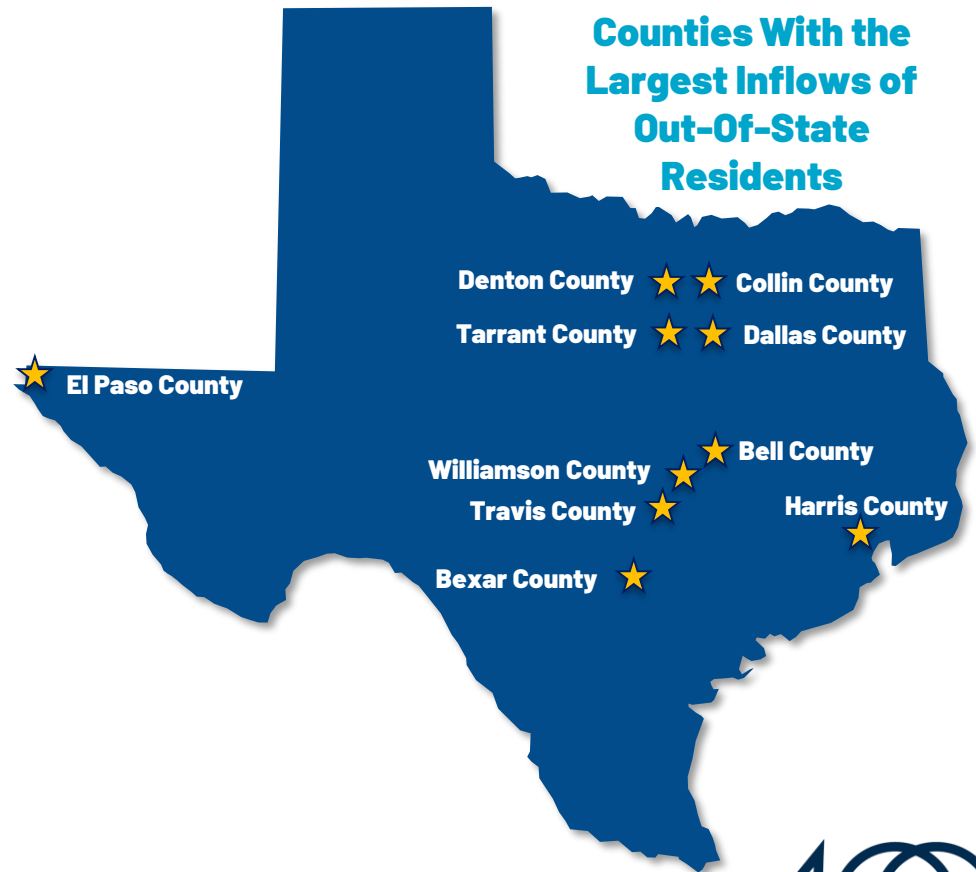 Counties With the
Largest Inflows of
Out-Of-State
Residents
Denton County
Collin County
Tarrant County
Dallas County
El Paso County
Bell County
Williamson County
Harris County
Travis County
Bexar County